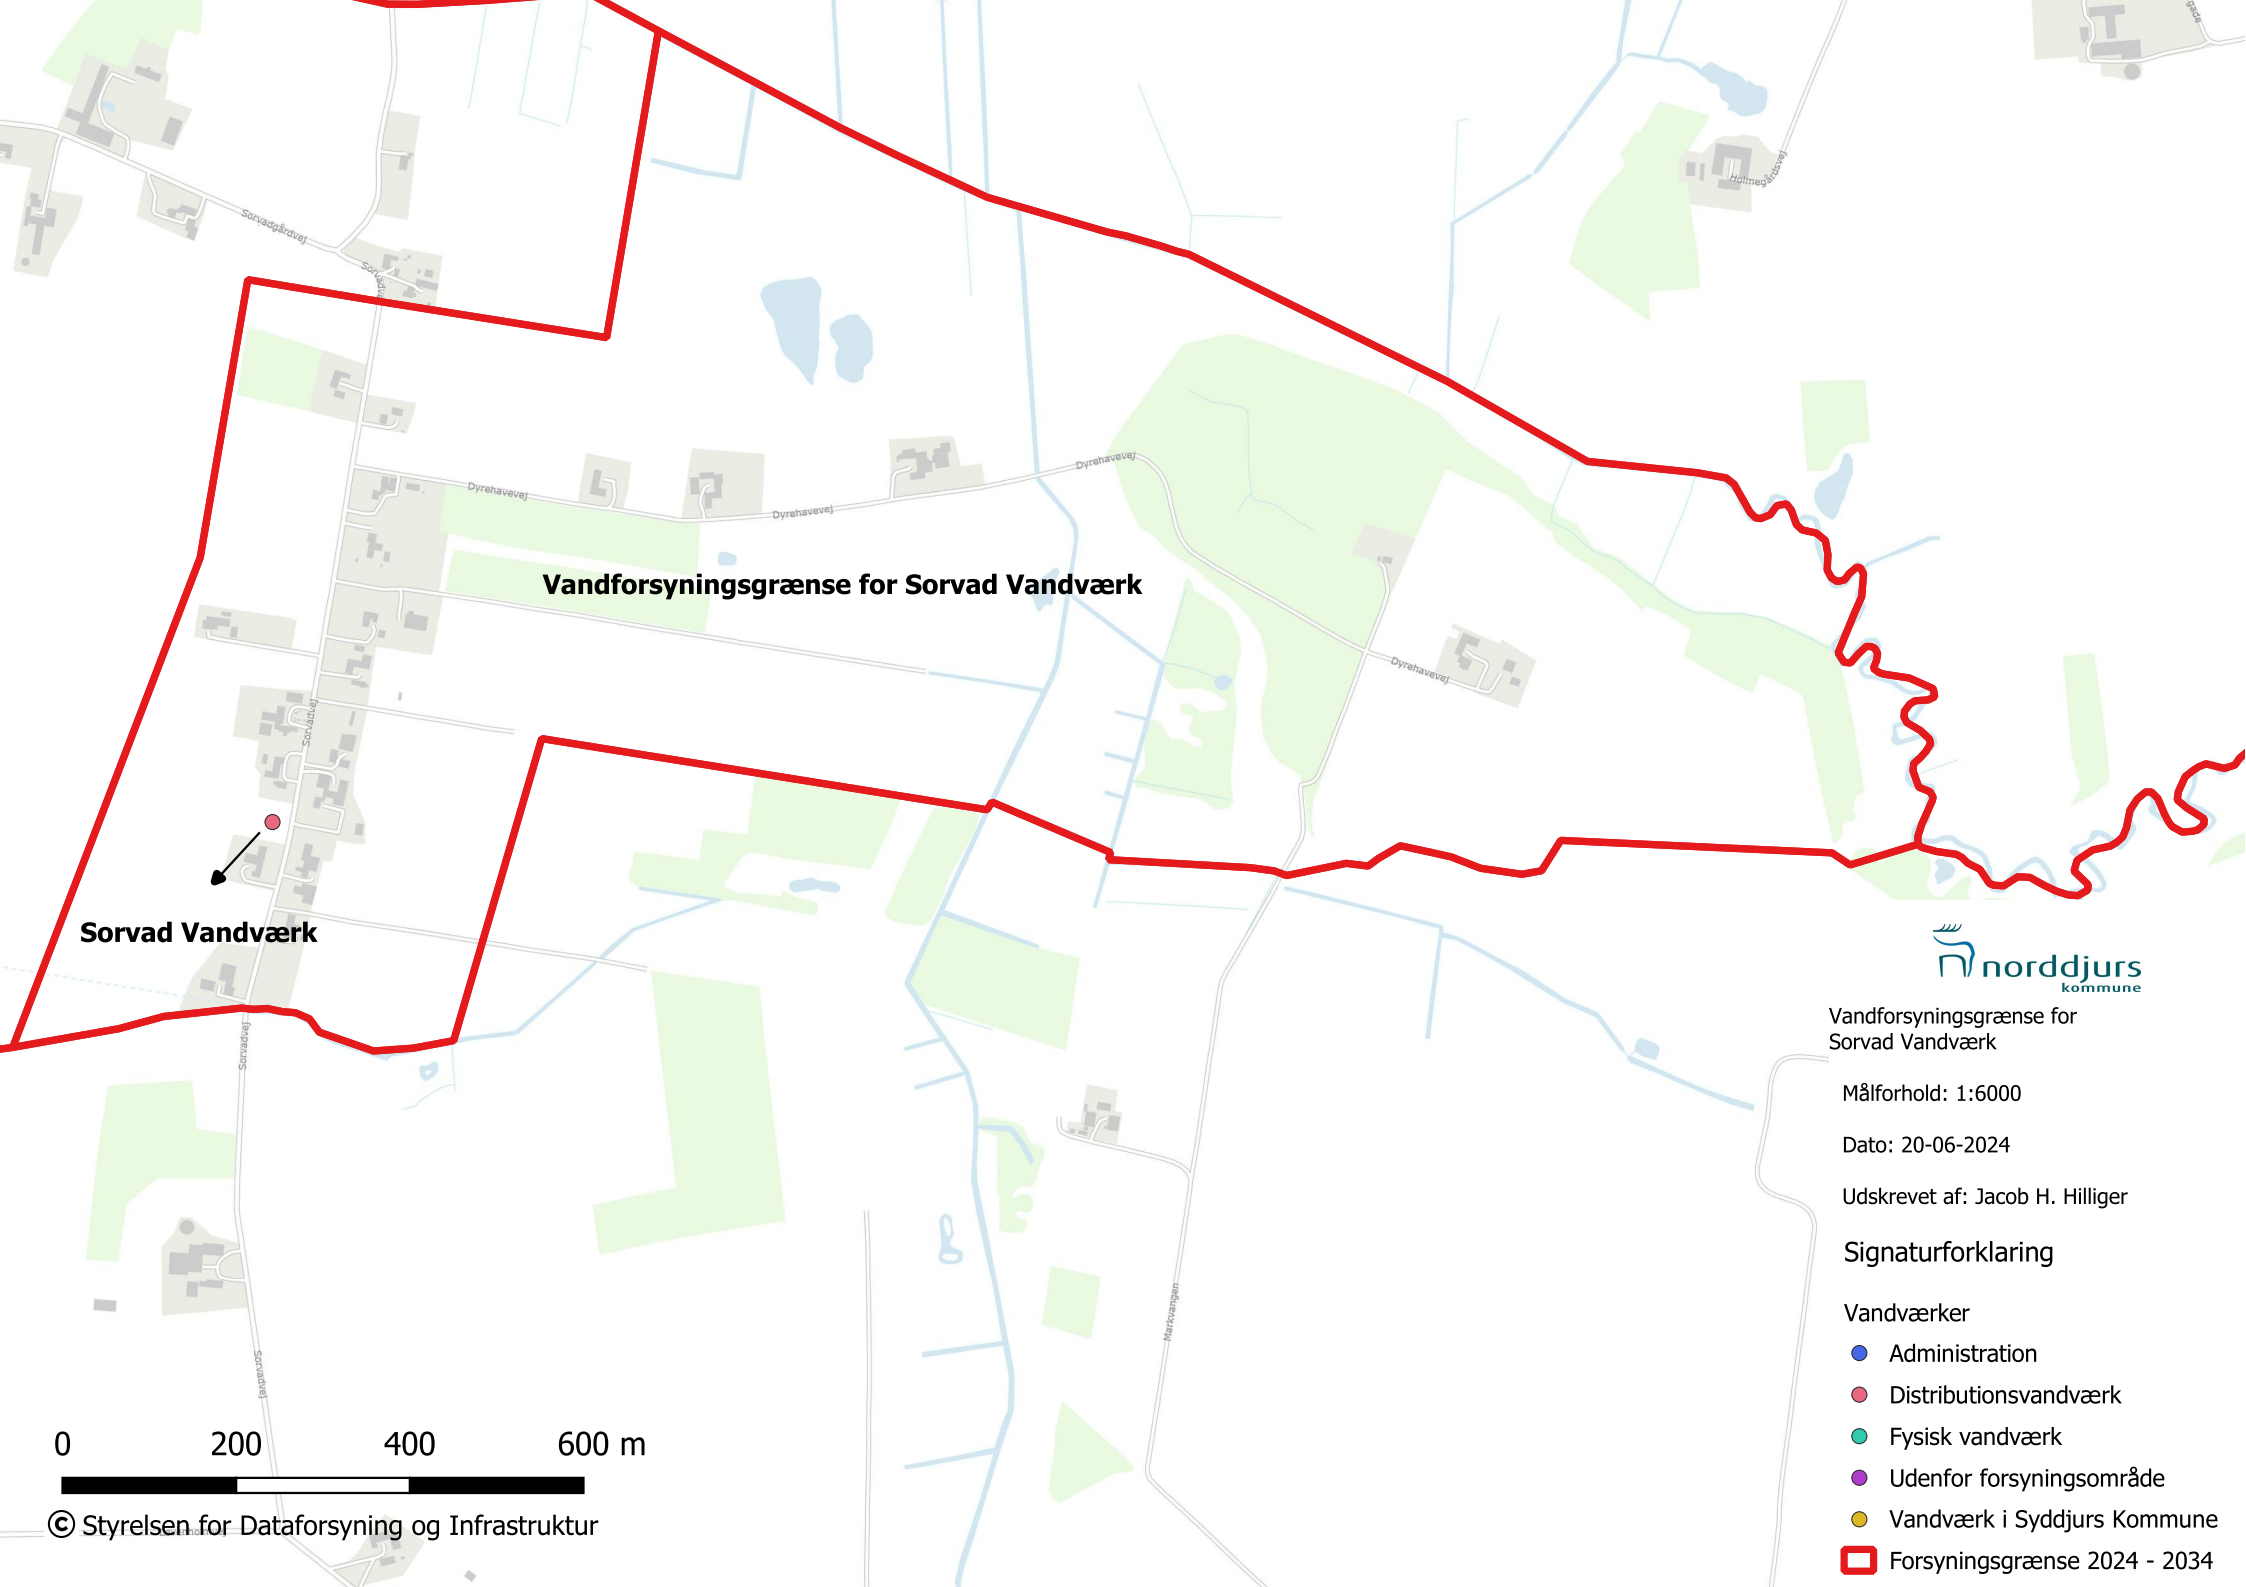 gade
Holmegårdsvej
Sorvadgårdvej
Dyrehavevej
Dyrehavevej
Dyrehavevej
Vandforsyningsgrænse for Sorvad Vandværk
Dyrehavevej
Sorvadvej
Sorvad Vandværk
norddjurs
kommune
Vandforsyningsgrænse for
Sorvad Vandværk
Sorvadvej
Målforhold: 1:6000
Dato: 20-06-2024
Udskrevet af: Jacob H. Hilliger
Signaturforklaring
Markvangen
Vandværker
Administration
Sorvadvej
Distributionsvandværk
Fysisk vandværk
0 200 400 600 m
Udenfor forsyningsområde
Vandværk i Syddjurs Kommune
© Styrelsen for Dataforsyning og Infrastruktur
Forsyningsgrænse 2024 - 2034